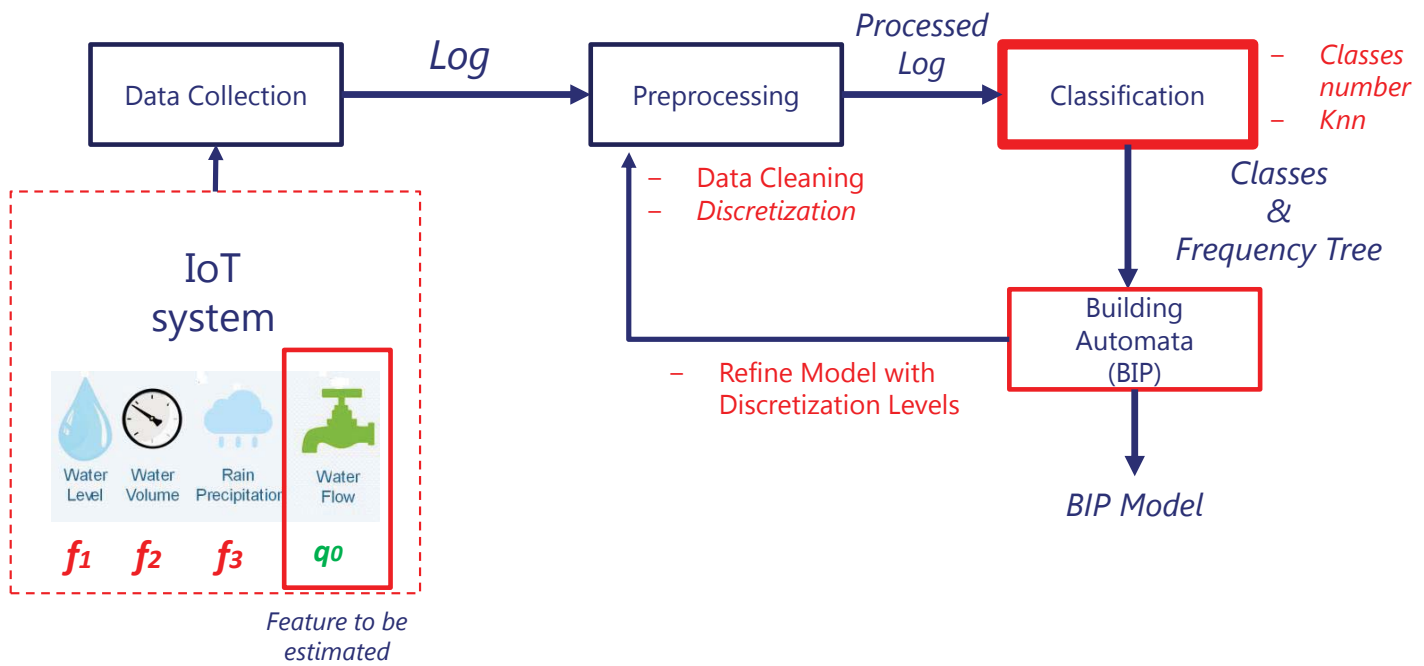 Log
Processed
Log
Data Collection
Preprocessing
Classification
– Classes
number
– Knn
– Data Cleaning
– Discretization
Classes
&
Frequency Tree
IoT
system
Building
Automata
(BIP)
– Refine Model with
Discretization Levels
Water
Level
Water
Volume
Rain
Precipitation
Water
Flow
BIP Model
f1
f2
f3
q0
Feature to be
estimated